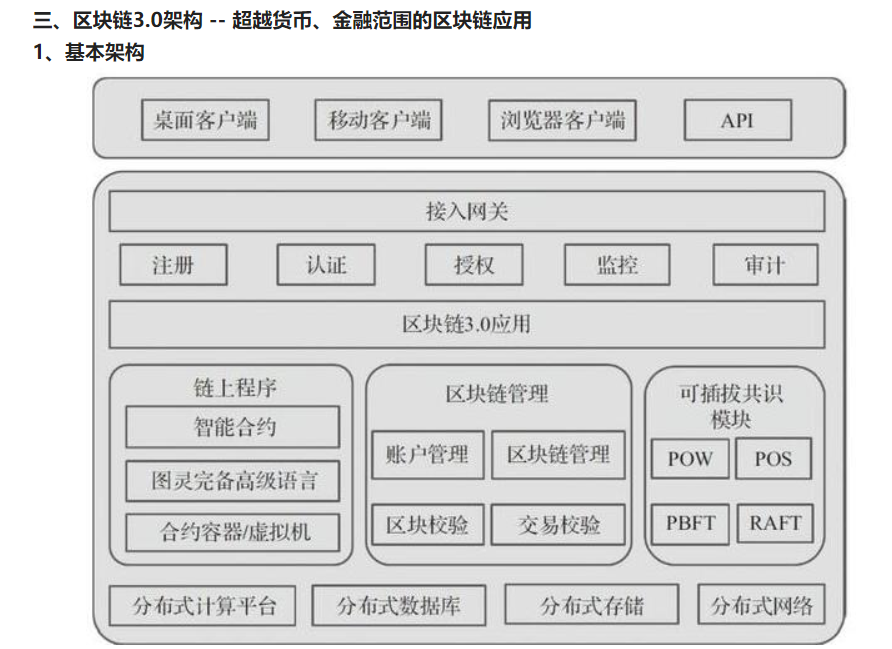 三、区块链3.0架构 -- 超越货币、金融范围的区块链应用
1、基本架构
桌面客户端 移动客户端 浏览器客户端 API
接入网关
注册 认证 授权 监控 审计
区块链3.0应用
链上程序
智能合约
图灵完备高级语言
合约容器/虚拟机
区块链管理
账户管理 区块链管理
区块校验 交易校验
可插拔共识
模块
POW POS
PBFT RAFT
分布式计算平台 分布式数据库 分布式存储 分布式网络